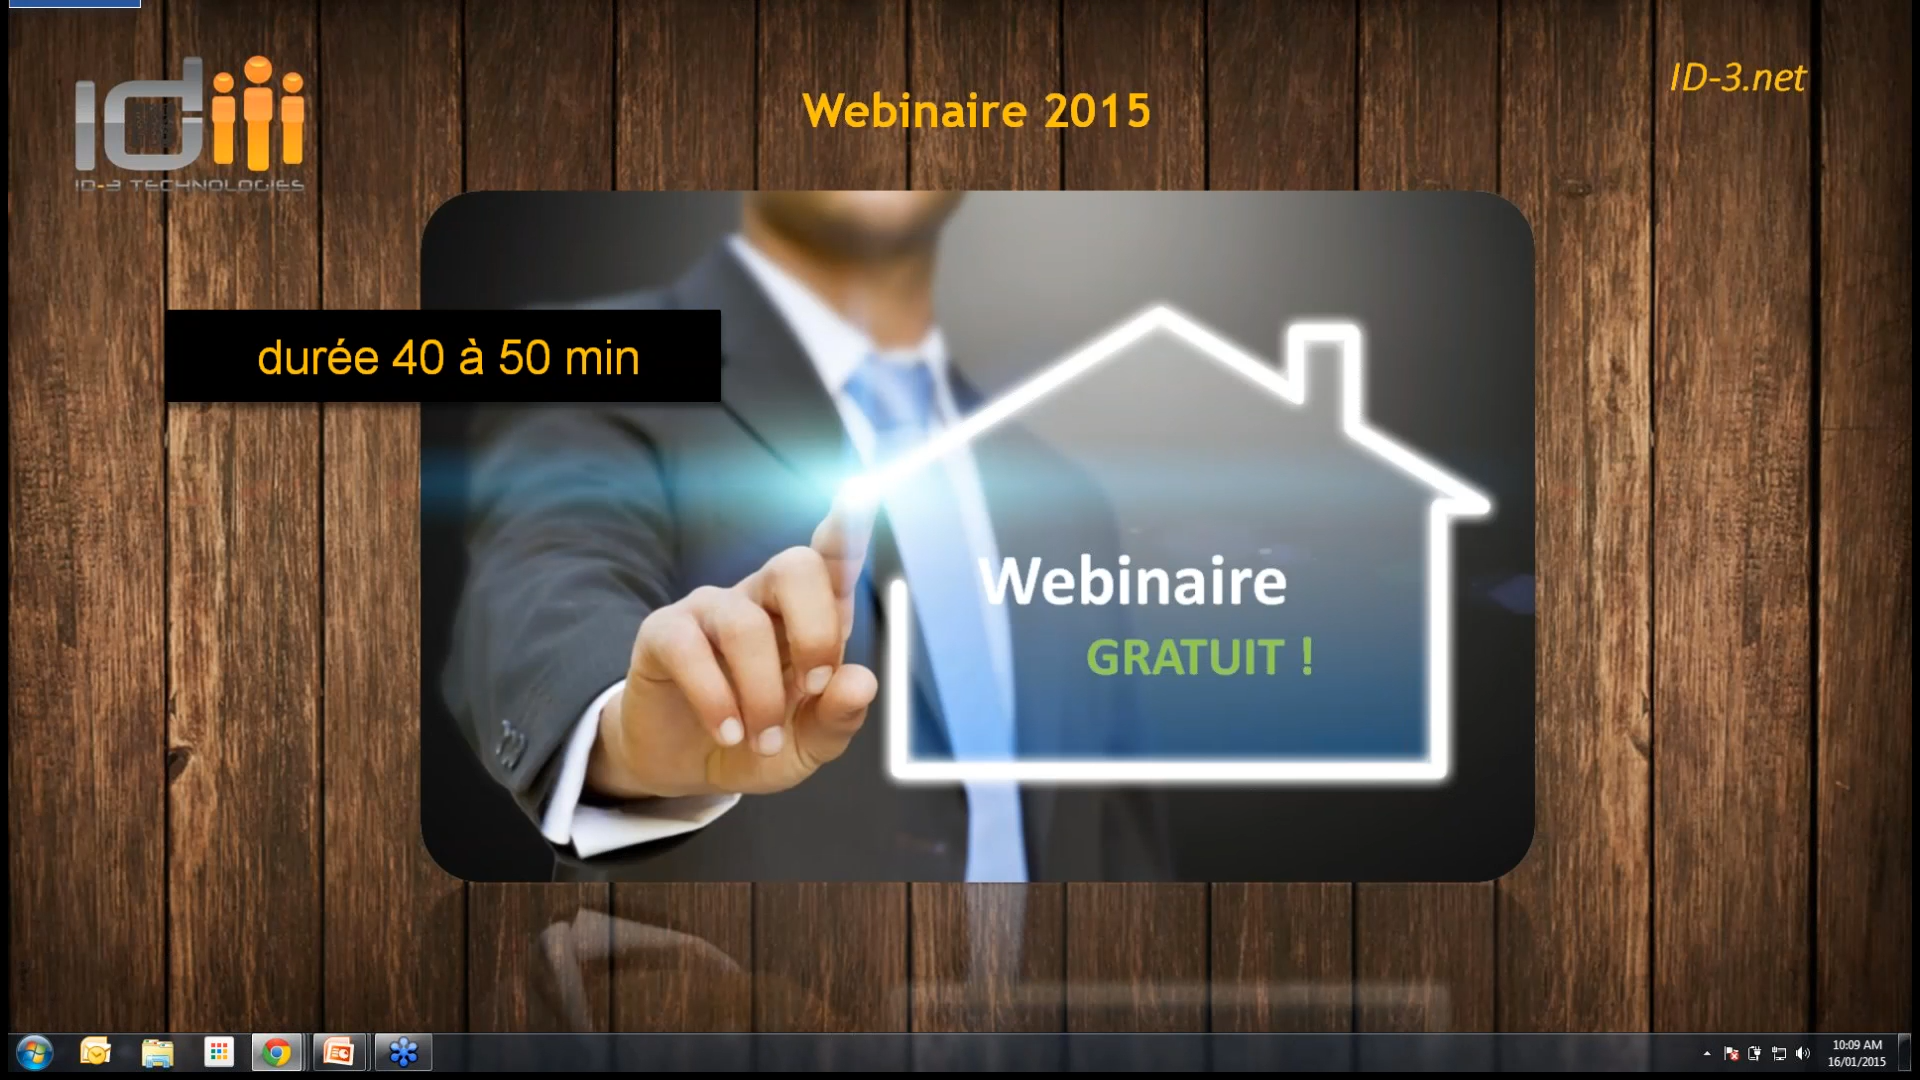 ID-3 TECHNOLOGIES
Webinaire 2015
ID-3.net
durée 40 à 50 min
Webinaire
GRATUIT !
10:09 AM
16/01/2015